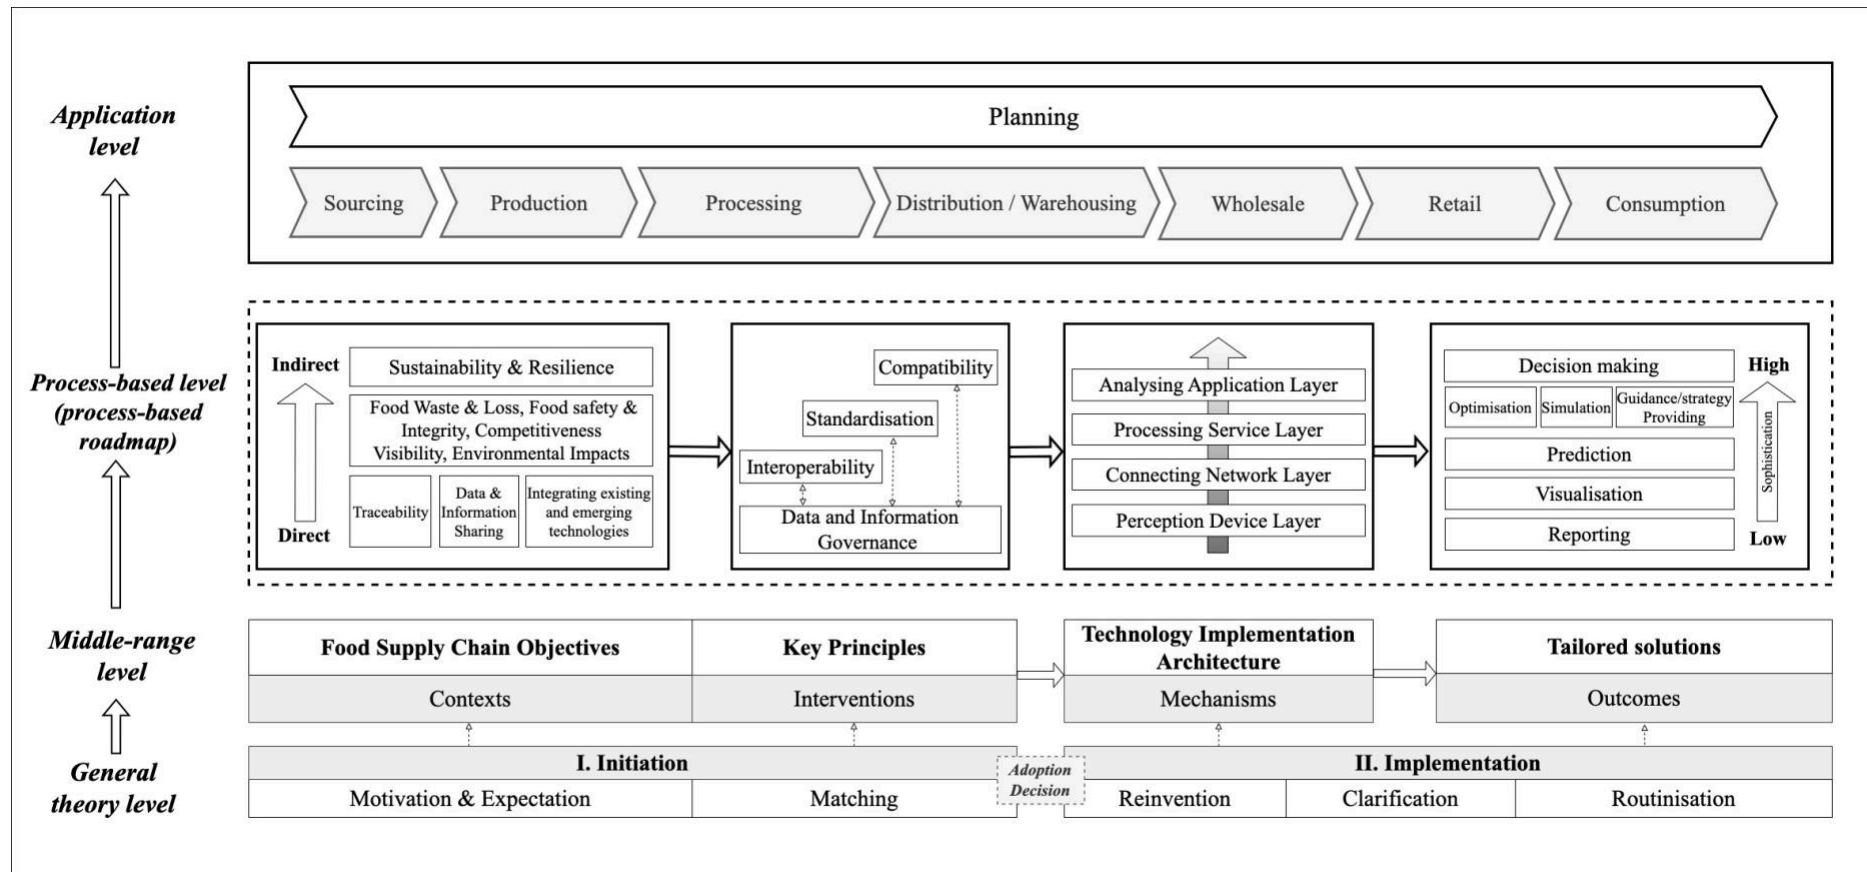 Application
level
Planning
Sourcing
Production
Processing
Distribution / Warehousing
Wholesale
Retail
Consumption
Process-based level
(process-based
roadmap)
Indirect
Direct
Sustainability & Resilience
Food Waste & Loss, Food safety &
Integrity, Competitiveness
Visibility, Environmental Impacts
Traceability
Data &
Information
Sharing
Integrating existing
and emerging
technologies
Compatibility
Standardisation
Interoperability
Data and Information
Governance
Analysing Application Layer
Processing Service Layer
Connecting Network Layer
Perception Device Layer
Decision making
Optimisation
Simulation
Guidance/strategy
Providing
Prediction
Visualisation
Reporting
High
Sophistication
Low
Middle-range
level
Food Supply Chain Objectives
Key Principles
Technology Implementation
Architecture
Tailored solutions
Contexts
Interventions
Mechanisms
Outcomes
General
theory level
I. Initiation
Adoption
Decision
II. Implementation
Motivation & Expectation
Matching
Reinvention
Clarification
Routinisation